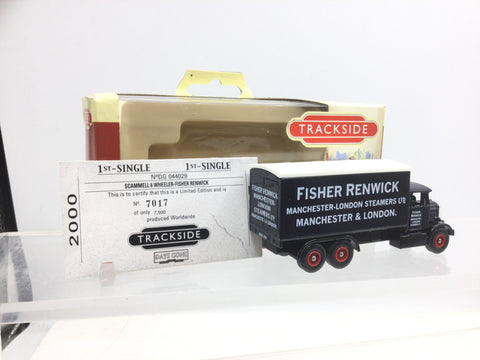 TRACKSIDE
1ST-SINGLE 1ST-SINGLE
NºDG 044029
SCAMMELL 6 WHEELER-FISHER RENWICK
This is to certify that this is a Limited Edition and is
Nº. 7017
of only 7,500
produced Worldwide
TRACKSIDE
DAYS GONE
2000
FISHER RENWICK
MANCHESTER-
LONDON
STEAMERS LTD
MANCHESTER
& LONDON.
FISHER RENWICK
MANCHESTER-LONDON STEAMERS LTD
MANCHESTER & LONDON.